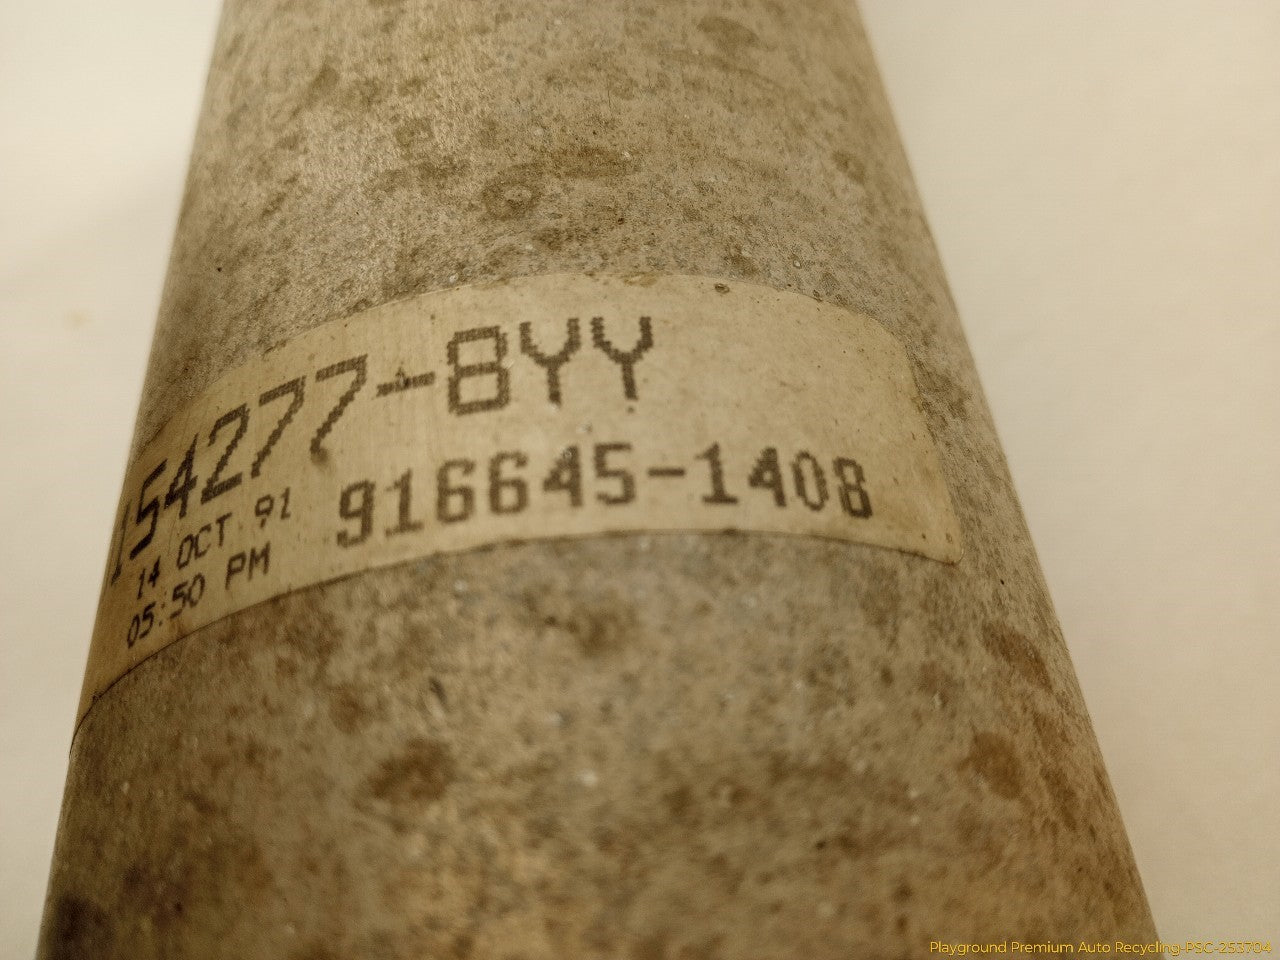 154277-8YY
916645-1408
14 OCT 91
05:50 PM
Playground Premium Auto Recycling-PSC-253704